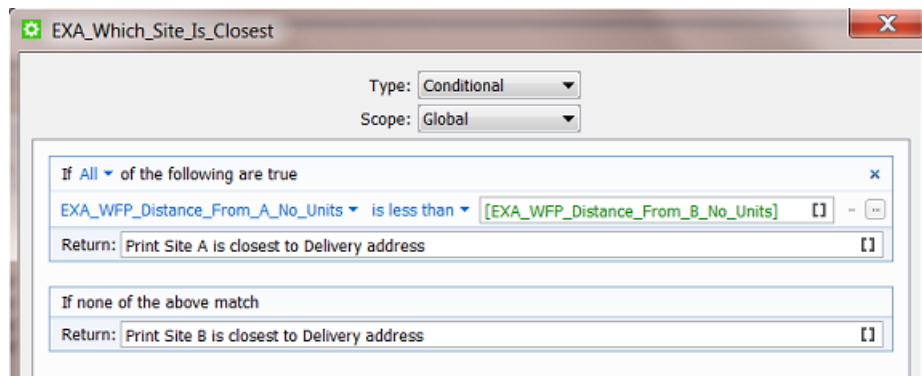 EXA_Which_Site_Is_Closest
Type: Conditional
Scope: Global
If All of the following are true
EXA_WFP_Distance_From_A_No_Units is less than [EXA_WFP_Distance_From_B_No_Units] []
Return: Print Site A is closest to Delivery address []
If none of the above match
Return: Print Site B is closest to Delivery address []